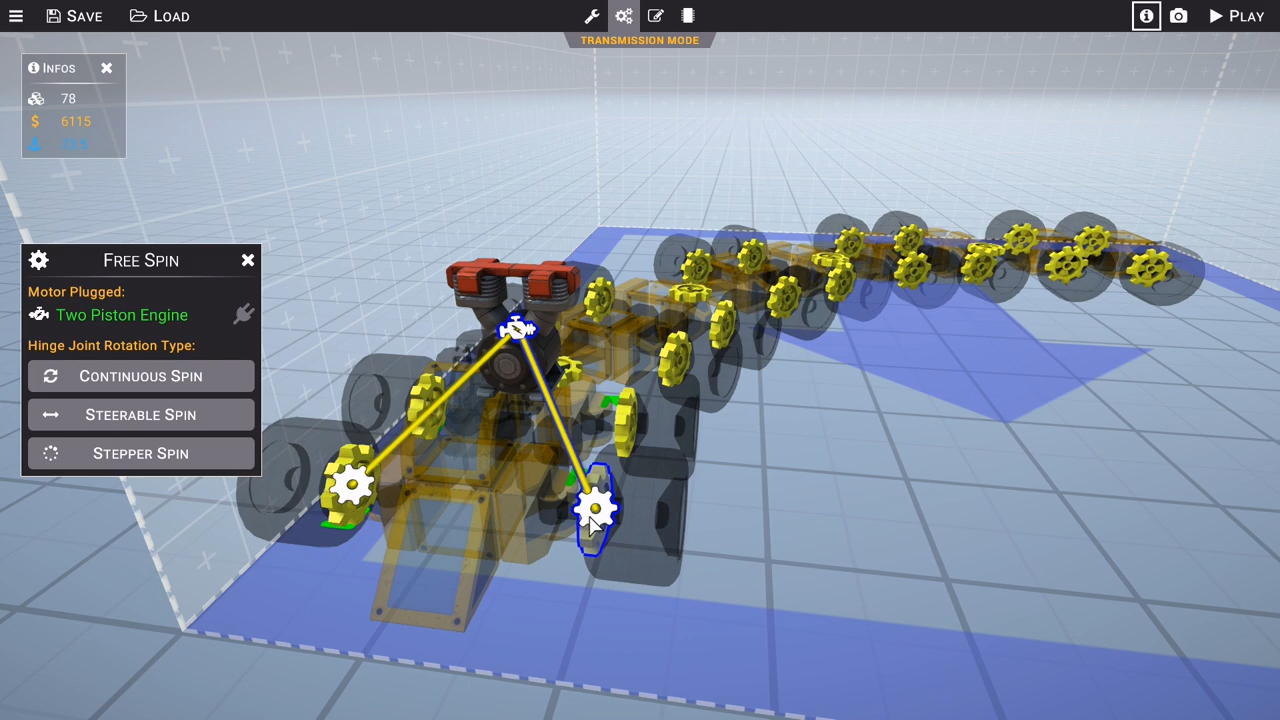 SAVE
LOAD
PLAY
TRANSMISSION MODE
INFOS
78
$ 6115
FREE SPIN
Motor Plugged:
Two Piston Engine
Hinge Joint Rotation Type:
CONTINUOUS SPIN
STEERABLE SPIN
STEPPER SPIN